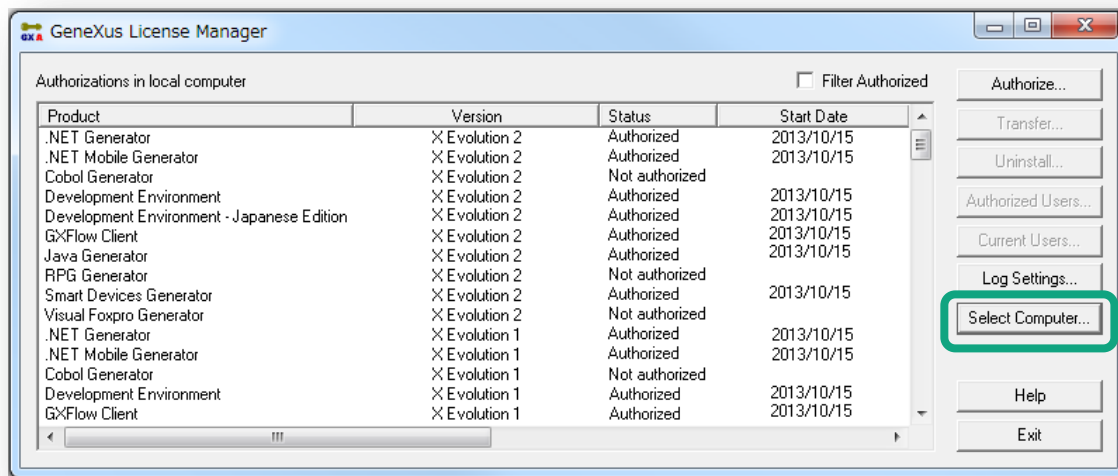 GXA GeneXus License Manager
Authorizations in local computer Filter Authorized
Product Version Status Start Date
.NET Generator X Evolution 2 Authorized 2013/10/15
.NET Mobile Generator X Evolution 2 Authorized 2013/10/15
Cobol Generator X Evolution 2 Not authorized
Development Environment X Evolution 2 Authorized 2013/10/15
Development Environment - Japanese Edition X Evolution 2 Authorized 2013/10/15
GXFlow Client X Evolution 2 Authorized 2013/10/15
Java Generator X Evolution 2 Authorized 2013/10/15
RPG Generator X Evolution 2 Not authorized
Smart Devices Generator X Evolution 2 Authorized 2013/10/15
Visual Foxpro Generator X Evolution 2 Not authorized
.NET Generator X Evolution 1 Authorized 2013/10/15
.NET Mobile Generator X Evolution 1 Authorized 2013/10/15
Cobol Generator X Evolution 1 Not authorized
Development Environment X Evolution 1 Authorized 2013/10/15
GXFlow Client X Evolution 1 Authorized 2013/10/15
Authorize...
Transfer...
Uninstall...
Authorized Users...
Current Users...
Log Settings...
Select Computer...
Help
Exit